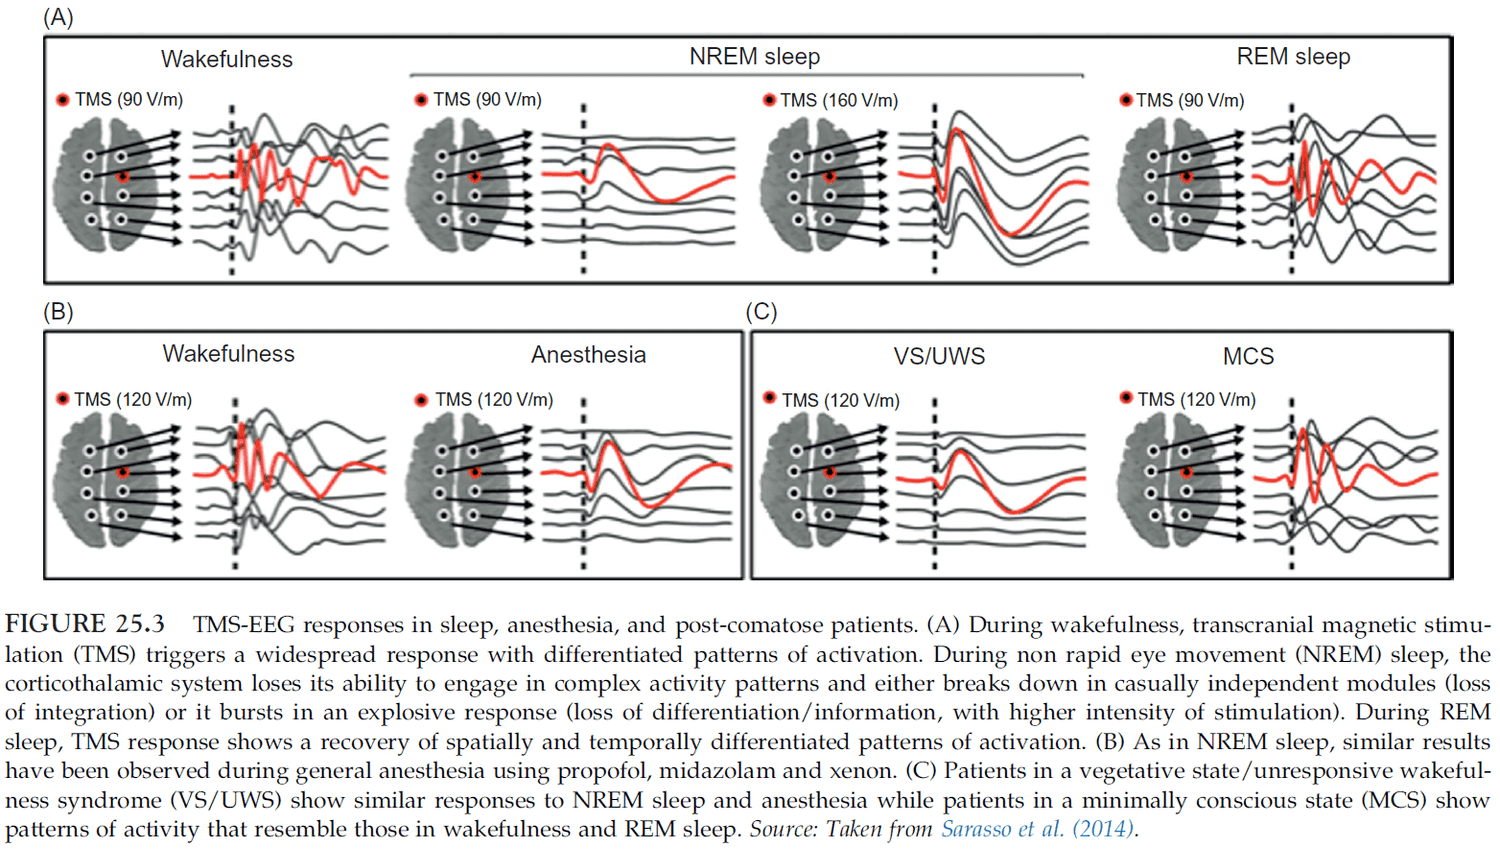 (A)
Wakefulness
NREM sleep
REM sleep
TMS (90 V/m)
TMS (90 V/m)
TMS (160 V/m)
TMS (90 V/m)
(B)
(C)
Wakefulness
Anesthesia
VS/UWS
MCS
TMS (120 V/m)
TMS (120 V/m)
TMS (120 V/m)
TMS (120 V/m)
FIGURE 25.3 TMS-EEG responses in sleep, anesthesia, and post-comatose patients. (A) During wakefulness, transcranial magnetic stimu-
lation (TMS) triggers a widespread response with differentiated patterns of activation. During non rapid eye movement (NREM) sleep, the
corticothalamic system loses its ability to engage in complex activity patterns and either breaks down in casually independent modules (loss
of integration) or it bursts in an explosive response (loss of differentiation/information, with higher intensity of stimulation). During REM
sleep, TMS response shows a recovery of spatially and temporally differentiated patterns of activation. (B) As in NREM sleep, similar results
have been observed during general anesthesia using propofol, midazolam and xenon. (C) Patients in a vegetative state/unresponsive wakeful-
ness syndrome (VS/UWS) show similar responses to NREM sleep and anesthesia while patients in a minimally conscious state (MCS) show
patterns of activity that resemble those in wakefulness and REM sleep. Source: Taken from Sarasso et al. (2014).